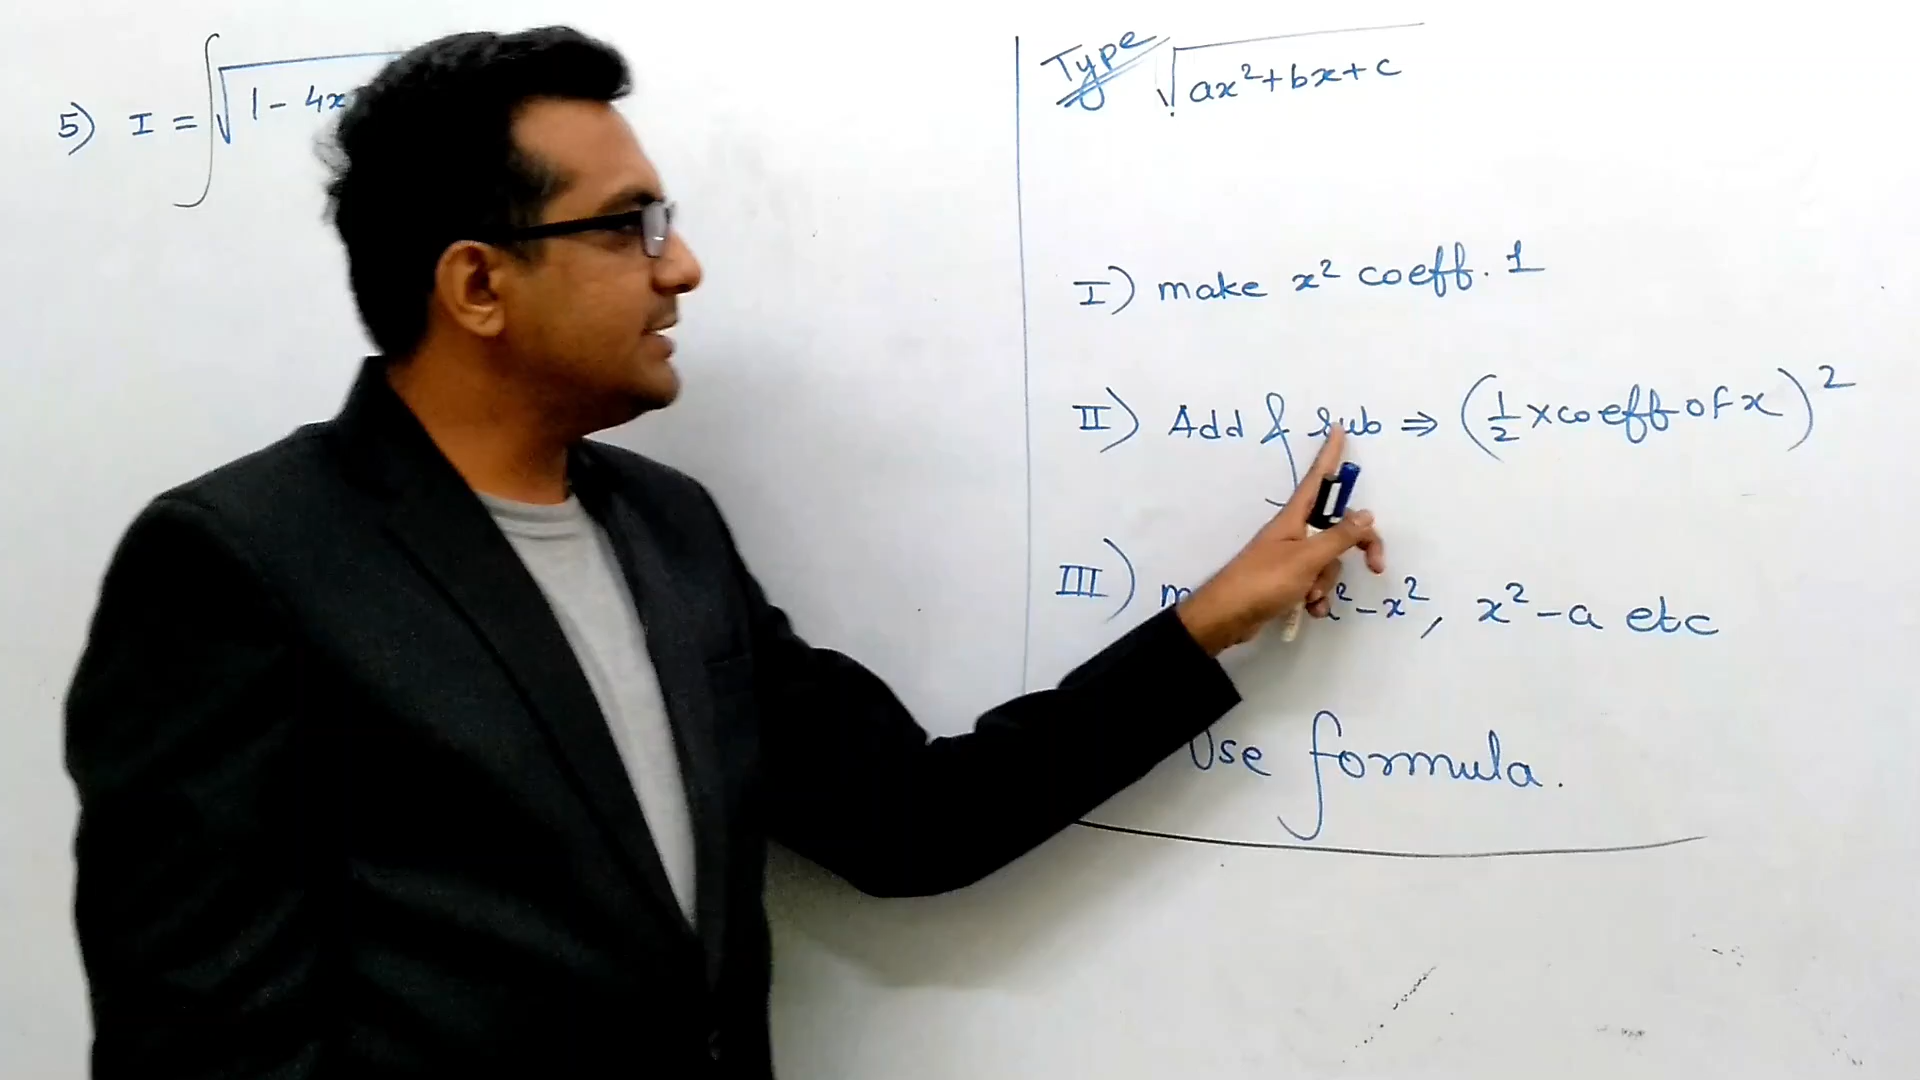 5) I = ∫√1 - 4x
Type √ax²+bx+c
I) make x² coeff. 1
II) Add & sub ⇒ (1/2 × coeff of x)²
III) a²-x², x²-a etc
Use formula.